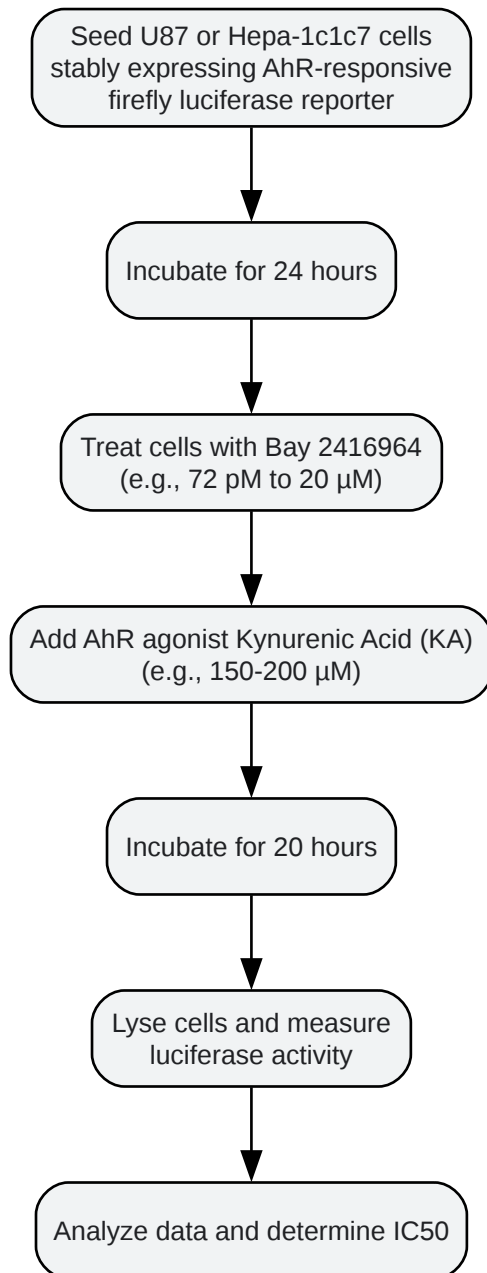 Seed U87 or Hepa-1c1c7 cells
stably expressing AhR-responsive
firefly luciferase reporter
Incubate for 24 hours
Treat cells with Bay 2416964
(e.g., 72 pM to 20 µM)
Add AhR agonist Kynurenic Acid (KA)
(e.g., 150-200 µM)
Incubate for 20 hours
Lyse cells and measure
luciferase activity
Analyze data and determine IC50